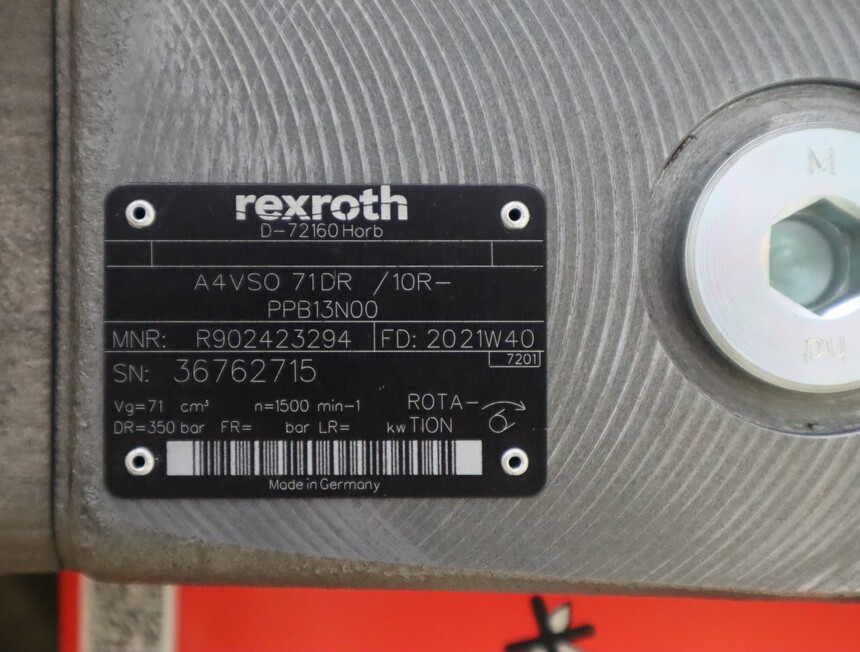 rexroth
D-72160 Horb
A4VSO 71DR /10R-
PPB13N00
MNR: R902423294 FD: 2021W40
7201
SN: 36762715
Vg=71 cm³ n=1500 min-1 ROTA-
DR=350 bar FR= bar LR= kw TION
Made in Germany
M